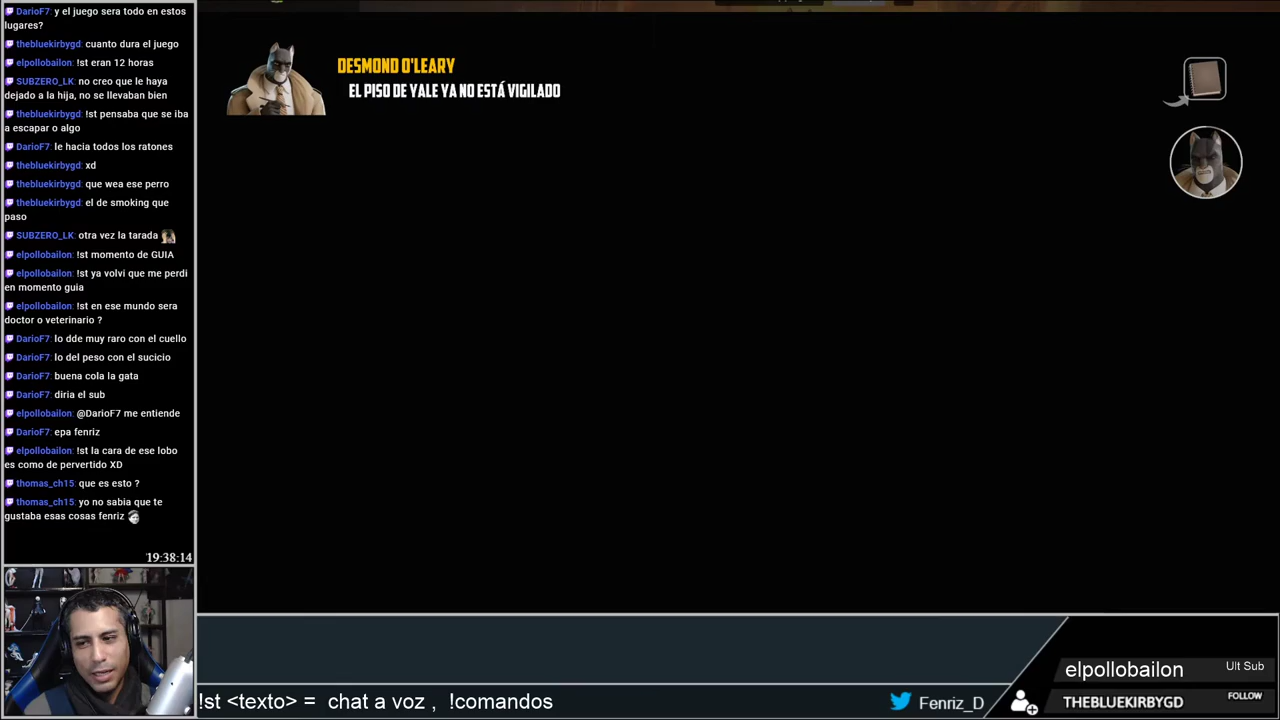 DarioF7: y el juego sera todo en estos
lugares?
thebluekirbygd: cuanto dura el juego
elpollobailon: !st eran 12 horas
SUBZERO_LK: no creo que le haya
dejado a la hija, no se llevaban bien
thebluekirbygd: !st pensaba que se iba
a escapar o algo
DarioF7: le hacia todos los ratones
thebluekirbygd: xd
thebluekirbygd: que wea ese perro
thebluekirbygd: el de smoking que
paso
SUBZERO_LK: otra vez la tarada
elpollobailon: !st momento de GUIA
elpollobailon: !st ya volvi que me perdi
en momento guia
elpollobailon: !st en ese mundo sera
doctor o veterinario ?
DarioF7: lo dde muy raro con el cuello
DarioF7: lo del peso con el sucicio
DarioF7: buena cola la gata
DarioF7: diria el sub
elpollobailon: @DarioF7 me entiende
DarioF7: epa fenriz
elpollobailon: !st la cara de ese lobo
es como de pervertido XD
thomas_ch15: que es esto ?
thomas_ch15: yo no sabia que te
gustaba esas cosas fenriz
19:38:14
DESMOND O'LEARY
EL PISO DE YALE YA NO ESTÁ VIGILADO
elpollobailon Ult Sub
!st <texto> = chat a voz , !comandos
Fenriz_D
THEBLUEKIRBYGD FOLLOW